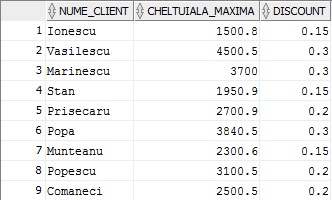 NUME_CLIENT CHELTUIALA_MAXIMA DISCOUNT
1 Ionescu 1500.8 0.15
2 Vasilescu 4500.5 0.3
3 Marinescu 3700 0.3
4 Stan 1950.9 0.15
5 Prisecaru 2700.9 0.2
6 Popa 3840.5 0.3
7 Munteanu 2300.6 0.15
8 Popescu 3100.5 0.2
9 Comaneci 2500.5 0.2